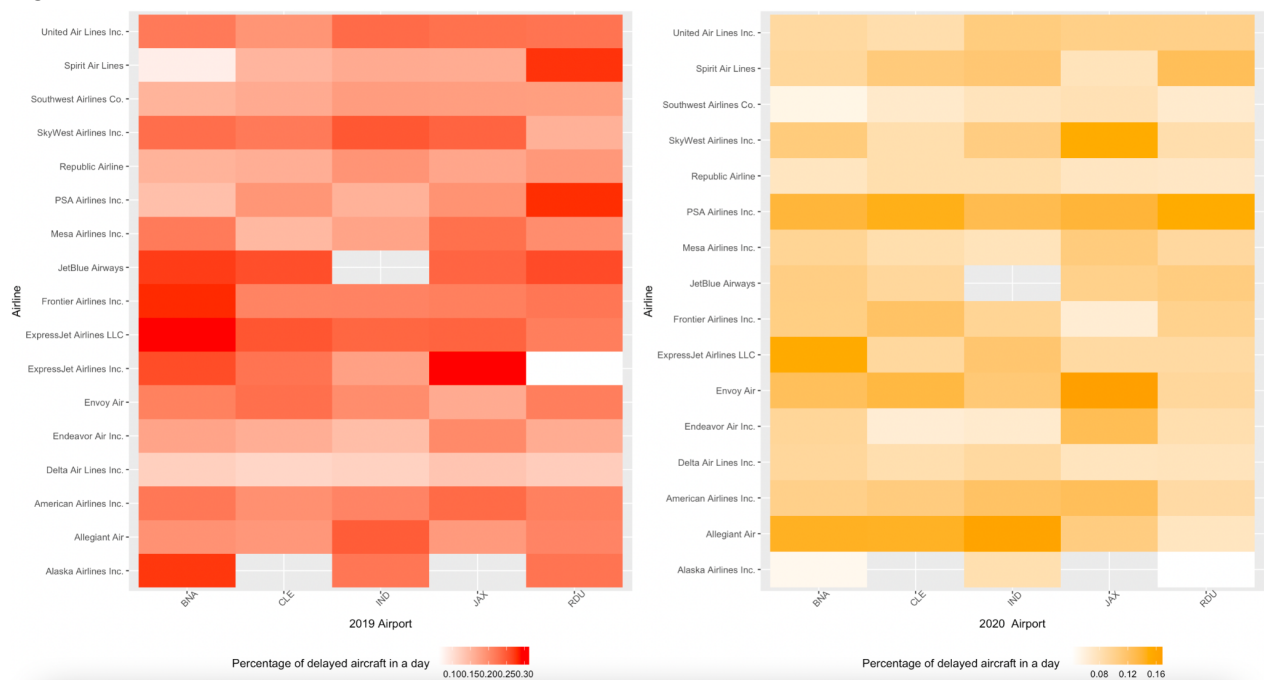 United Air Lines Inc.
Spirit Air Lines
Southwest Airlines Co.
SkyWest Airlines Inc.
Republic Airline
PSA Airlines Inc.
Mesa Airlines Inc.
JetBlue Airways
Frontier Airlines Inc.
ExpressJet Airlines LLC
ExpressJet Airlines Inc.
Envoy Air
Endeavor Air Inc.
Delta Air Lines Inc.
American Airlines Inc.
Allegiant Air
Alaska Airlines Inc.
Airline
BNA CLE IND JAX RDU
2019 Airport
Percentage of delayed aircraft in a day
0.100.150.200.250.30
United Air Lines Inc.
Spirit Air Lines
Southwest Airlines Co.
SkyWest Airlines Inc.
Republic Airline
PSA Airlines Inc.
Mesa Airlines Inc.
JetBlue Airways
Frontier Airlines Inc.
ExpressJet Airlines LLC
Envoy Air
Endeavor Air Inc.
Delta Air Lines Inc.
American Airlines Inc.
Allegiant Air
Alaska Airlines Inc.
Airline
BNA CLE IND JAX RDU
2020 Airport
Percentage of delayed aircraft in a day
0.08 0.12 0.16